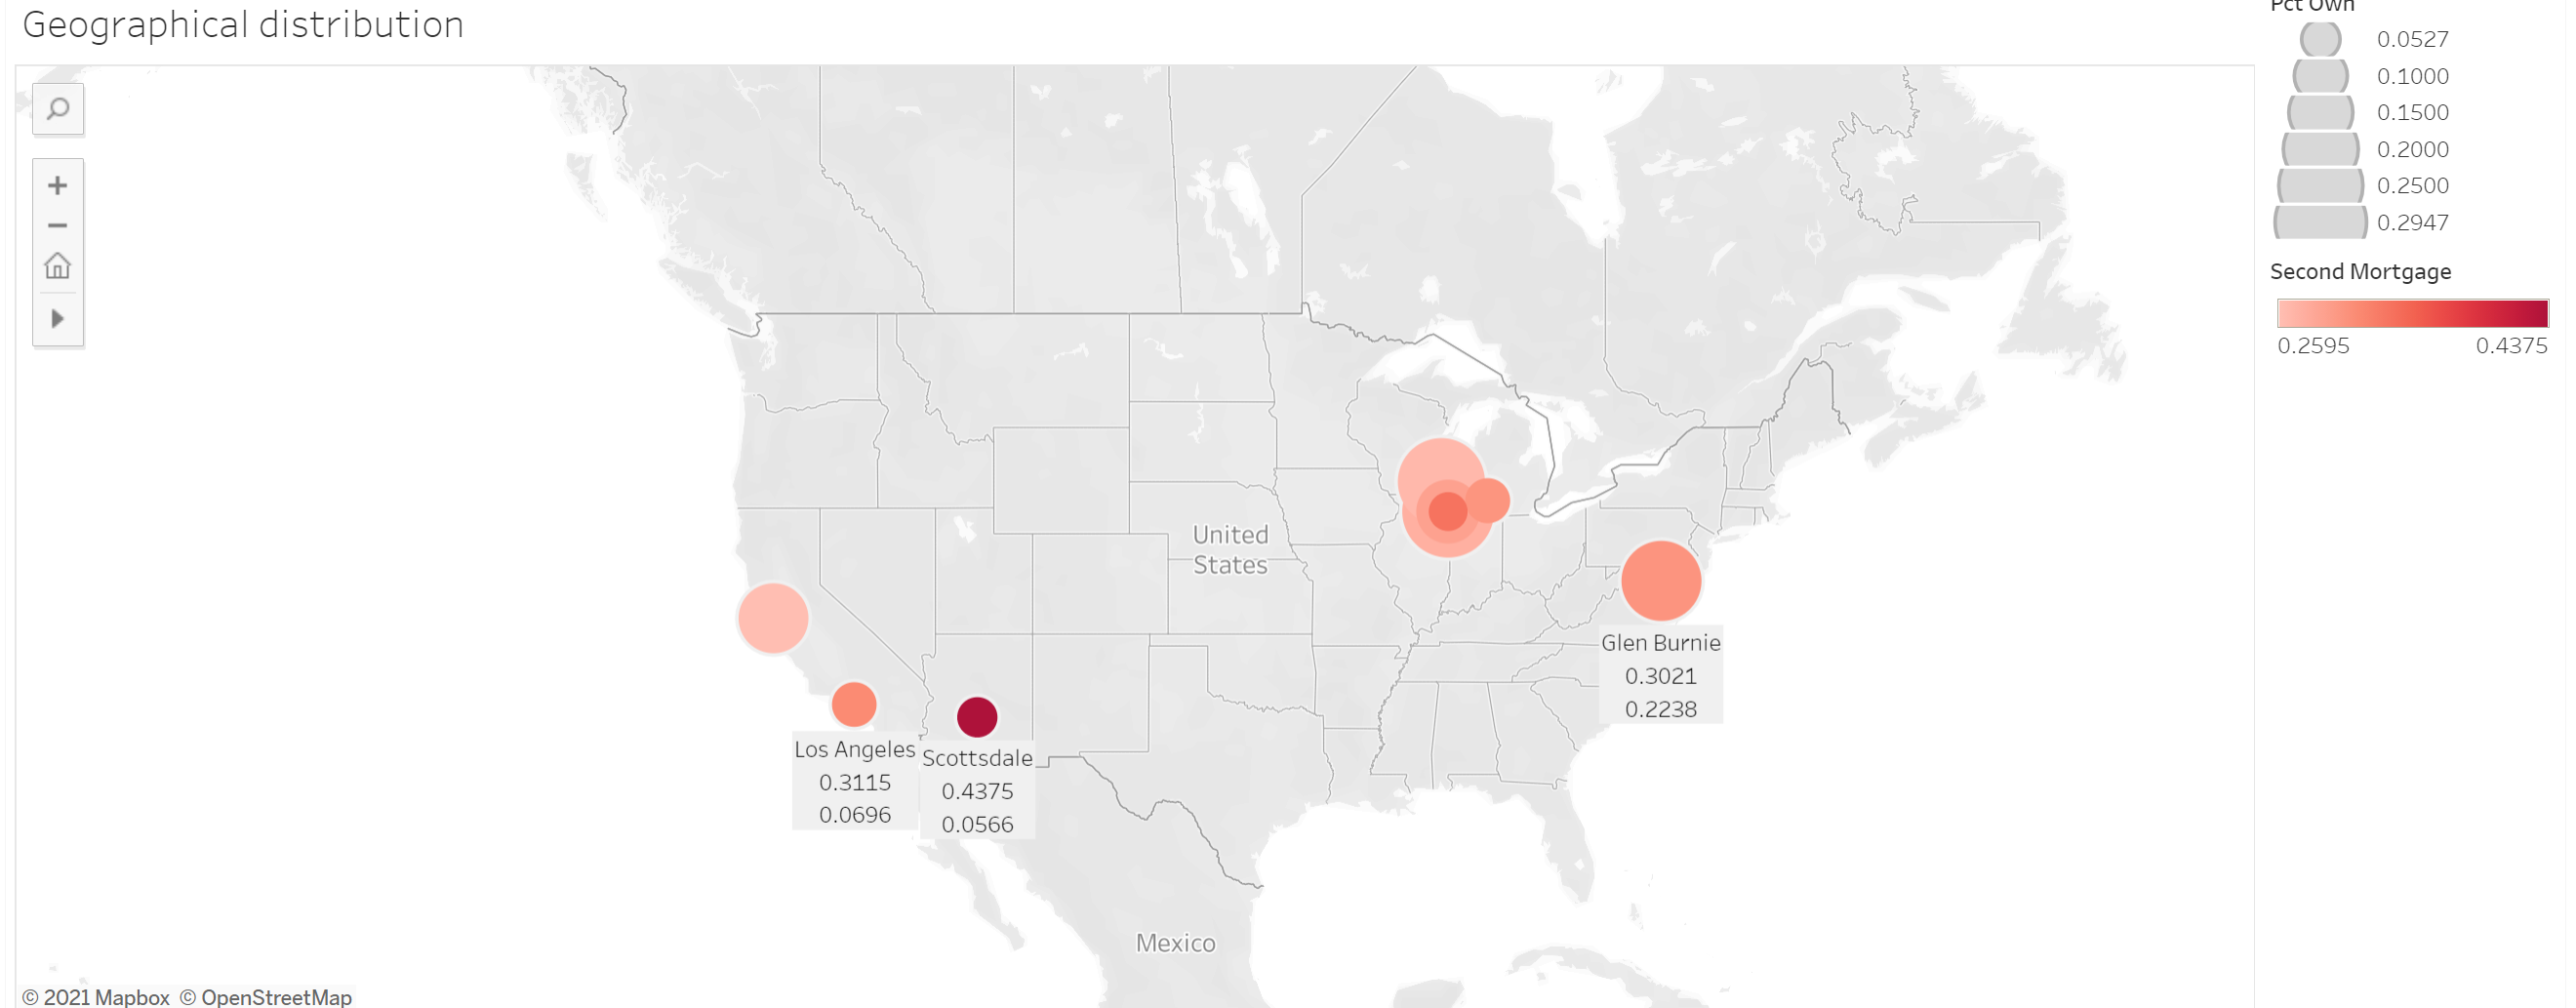 Geographical distribution
Pct Own
0.0527
0.1000
0.1500
0.2000
0.2500
0.2947
Second Mortgage
0.2595 0.4375
United
States
Glen Burnie
0.3021
0.2238
Los Angeles
0.3115
0.0696
Scottsdale
0.4375
0.0566
Mexico
© 2021 Mapbox © OpenStreetMap